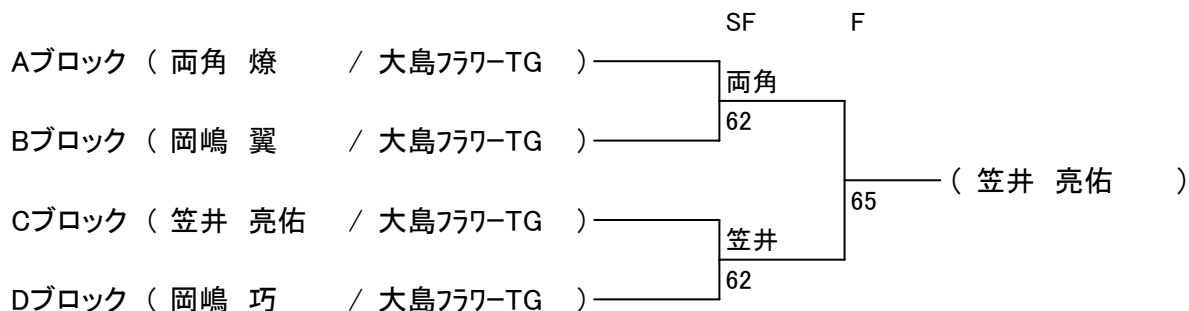 SF F
Aブロック ( 両角 燎 / 大島フラワーTG )
両角
62
Bブロック ( 岡嶋 翼 / 大島フラワーTG )
( 笠井 亮佑 )
65
Cブロック ( 笠井 亮佑 / 大島フラワーTG )
笠井
62
Dブロック ( 岡嶋 巧 / 大島フラワーTG )